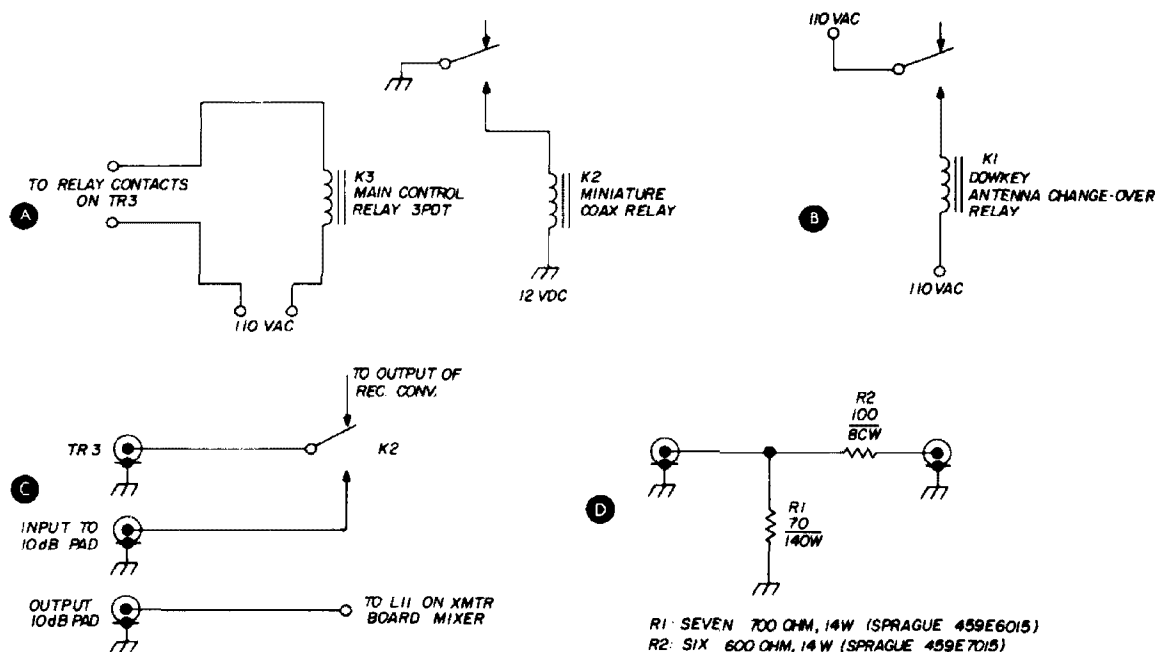 110 VAC
TO RELAY CONTACTS
ON TR3
A
K3
MAIN CONTROL
RELAY 3PDT
K2
MINIATURE
COAX RELAY
12 VDC
110 VAC
B
K1
DOWKEY
ANTENNA CHANGE-OVER
RELAY
110 VAC
TO OUTPUT OF
REC. CONV.
TR3
K2
C
INPUT TO
10dB PAD
OUTPUT
10dB PAD
TO L11 ON XMTR
BOARD MIXER
D
R2
100
8CW
R1
70
140W
R1: SEVEN 700 OHM, 14W (SPRAGUE 459E6015)
R2: SIX 600 OHM, 14W (SPRAGUE 459E7015)